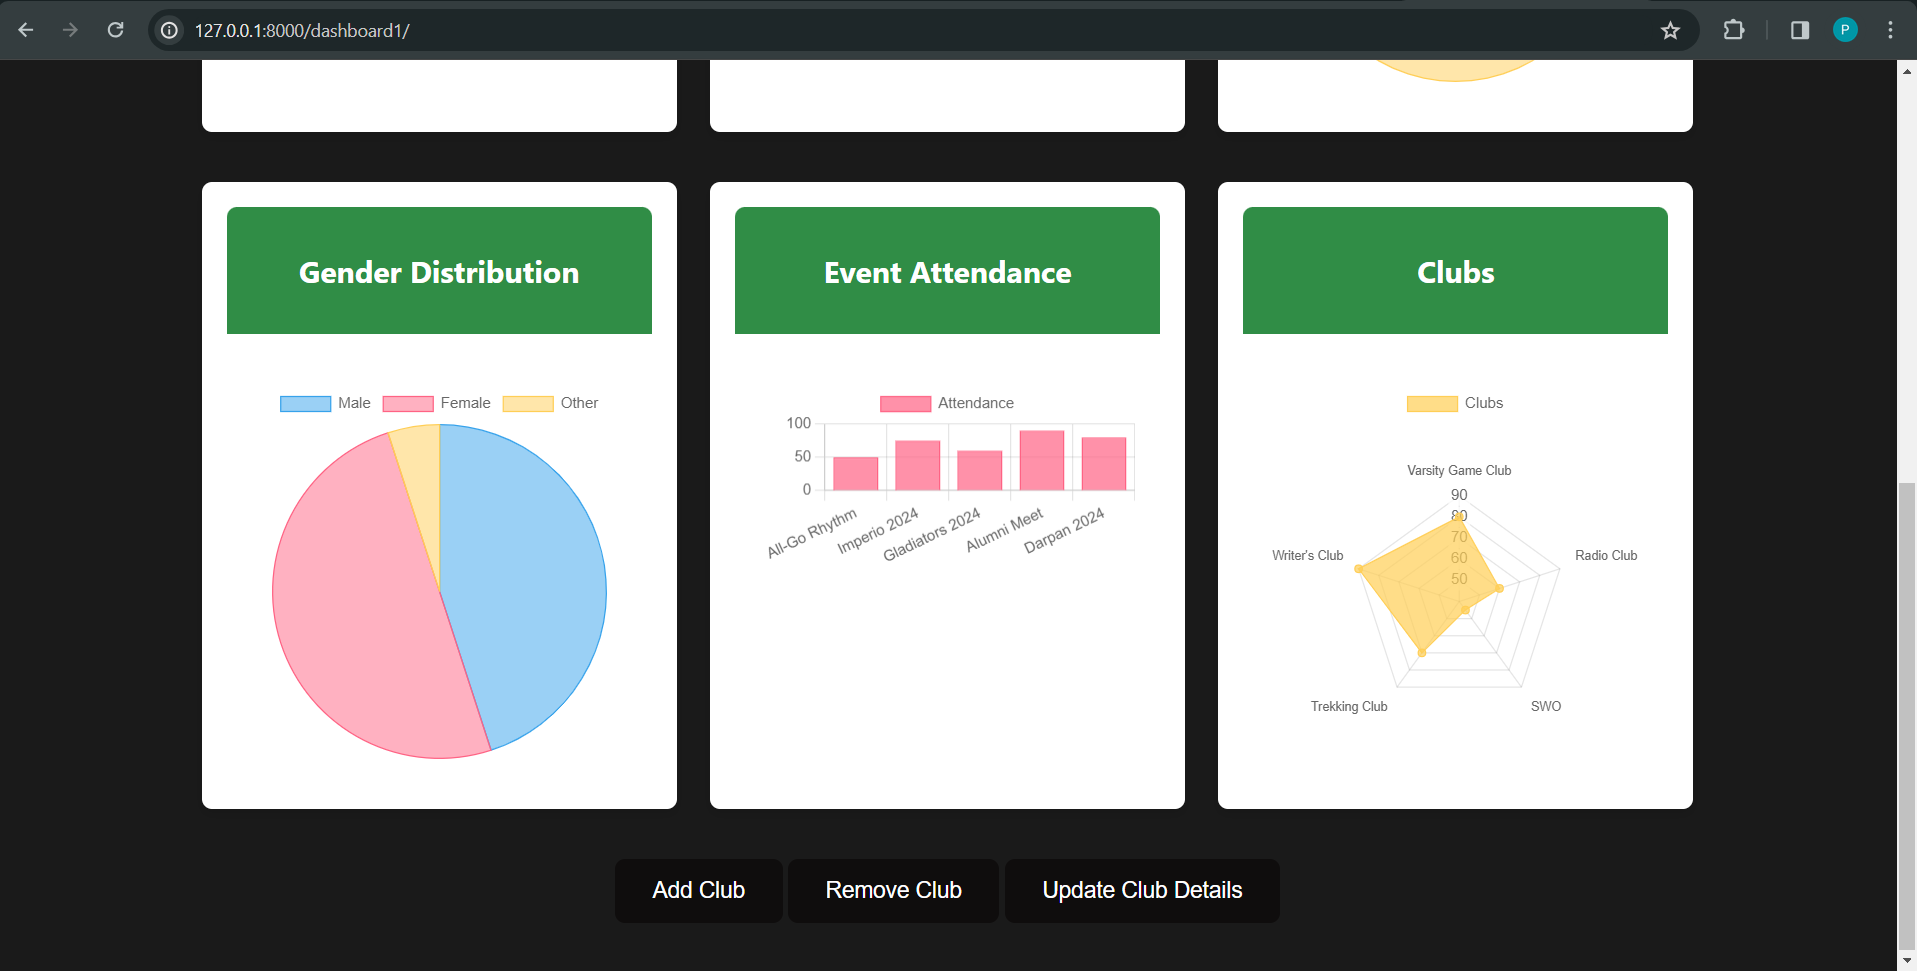 127.0.0.1:8000/dashboard1/
P
Gender Distribution
Male Female Other
Event Attendance
Attendance
100
50
0
All-Go Rhythm
Imperio 2024
Gladiators 2024
Alumni Meet
Darpan 2024
Clubs
Clubs
Varsity Game Club
90
80
70
60
50
Writer's Club
Radio Club
Trekking Club
SWO
Add Club
Remove Club
Update Club Details